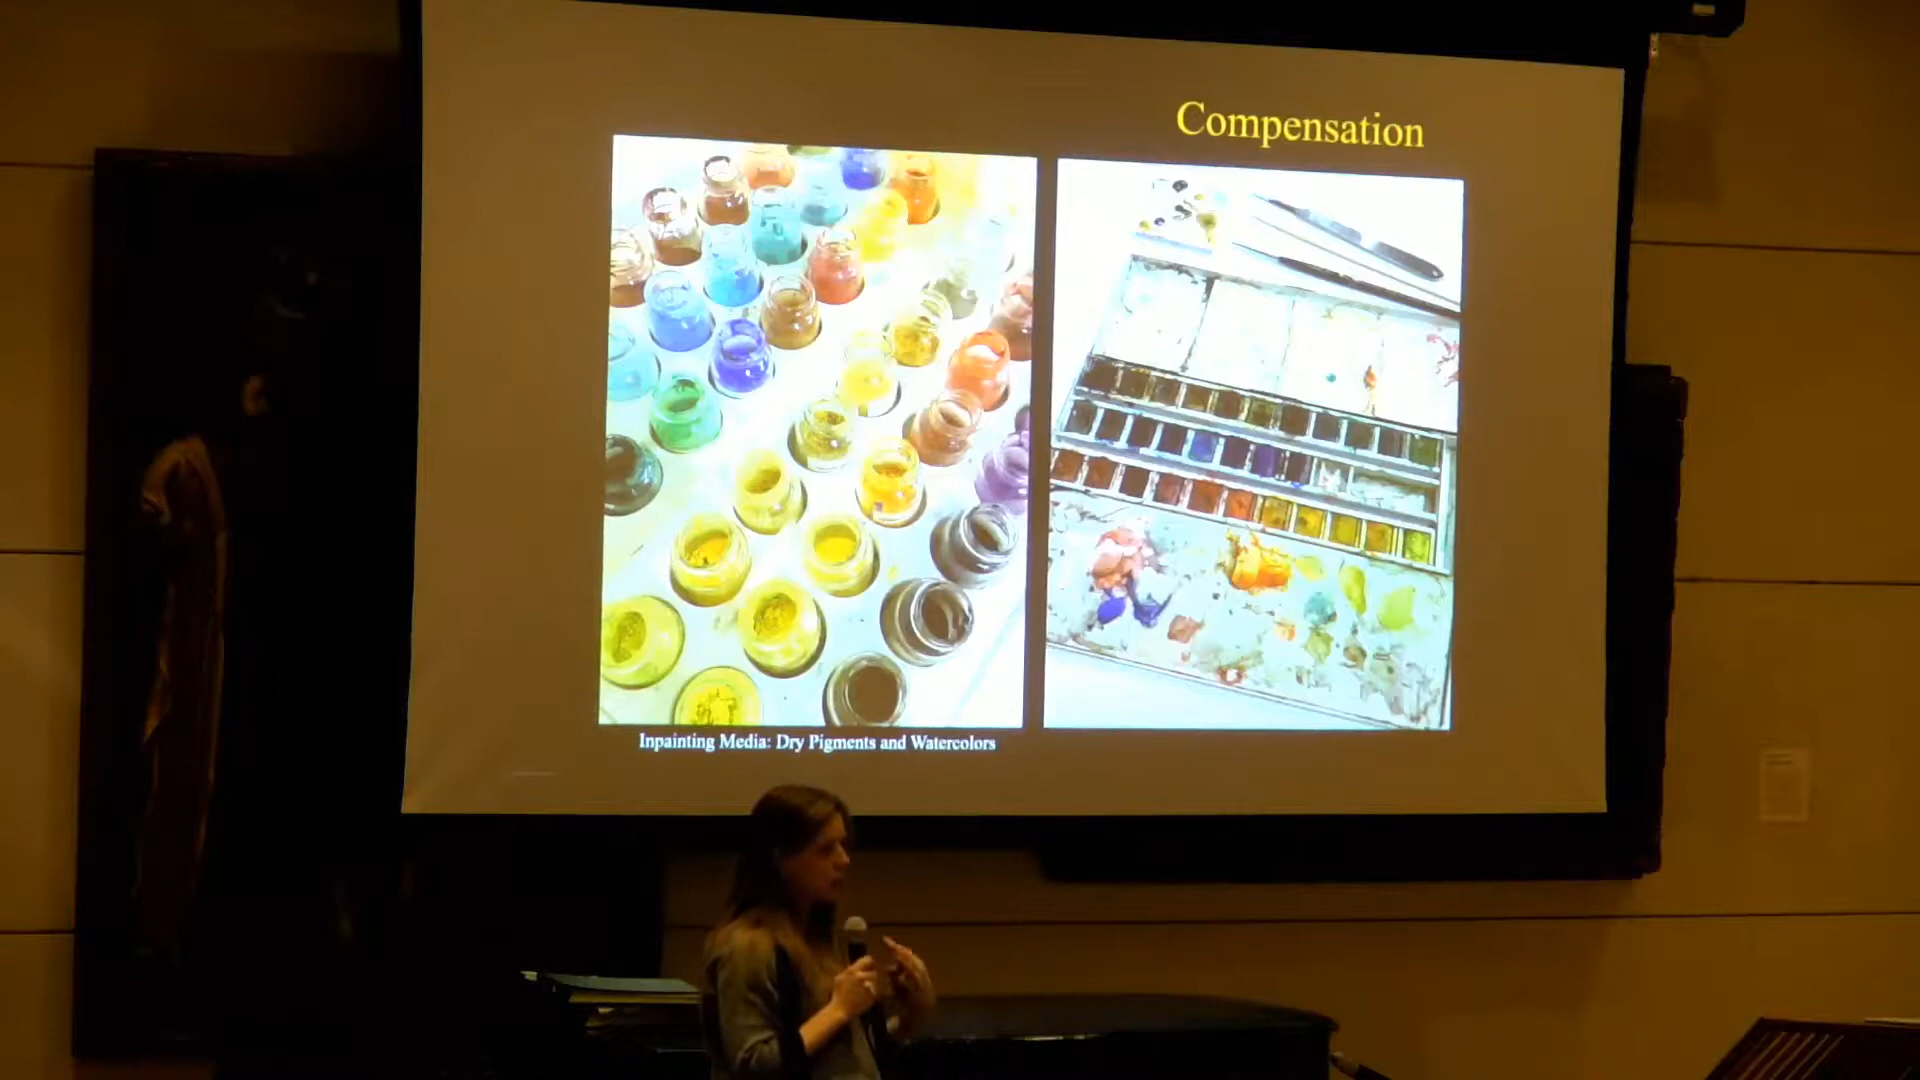 Compensation
Inpainting Media: Dry Pigments and Watercolors